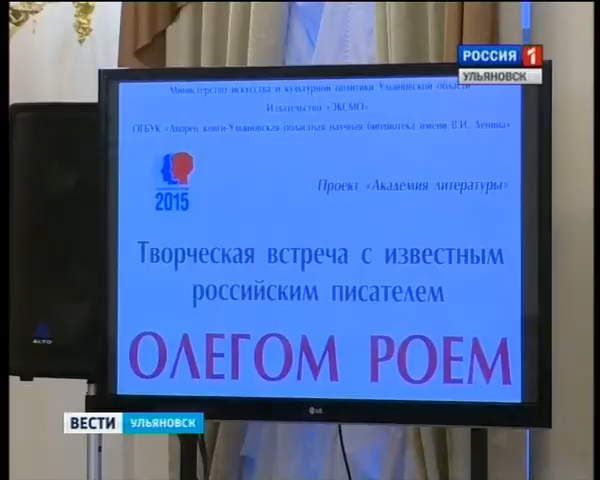 РОССИЯ 1
УЛЬЯНОВСК
Министерство искусства и культурной политики Ульяновской области
Издательство «ЭКСМО»
ОГБУК «Дворец книги-Ульяновская областная научная библиотека имени В.И. Ленина»
2015
Проект «Академия литературы»
Творческая встреча с известным
российским писателем
ОЛЕГОМ РОЕМ
ALTO
LG
ВЕСТИ УЛЬЯНОВСК